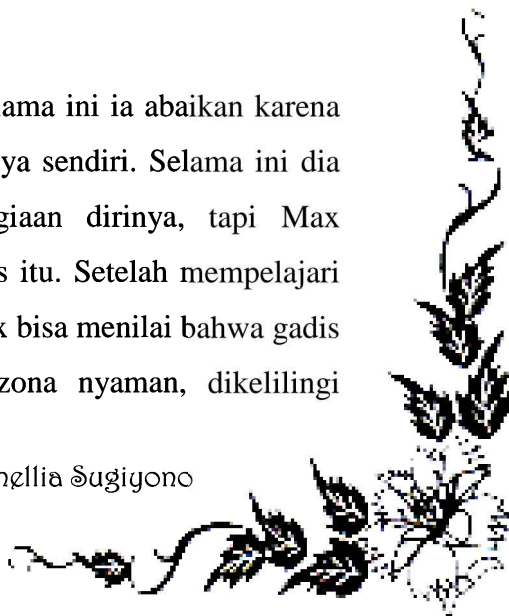 ama ini ia abaikan karena
ya sendiri. Selama ini dia
giaan dirinya, tapi Max
s itu. Setelah mempelajari
x bisa menilai bahwa gadis
zona nyaman, dikelilingi
nellia Sugiyono